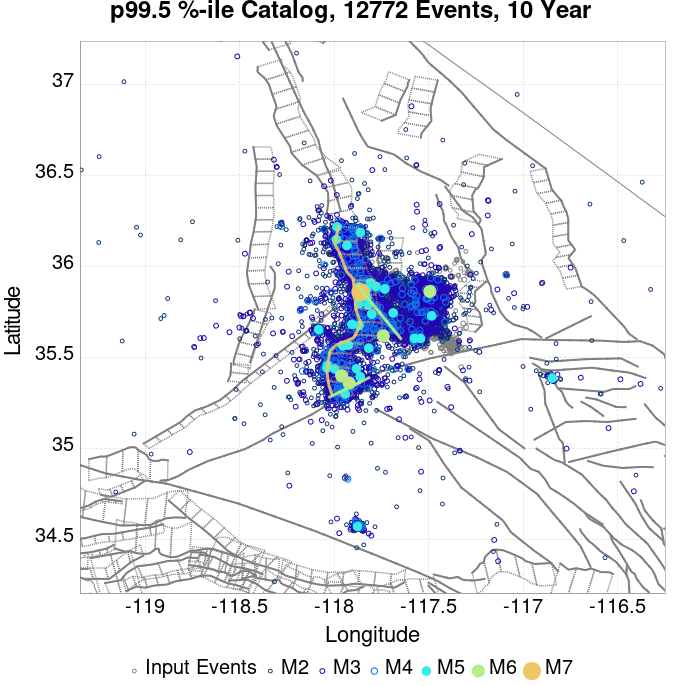 p99.5 %-ile Catalog, 12772 Events, 10 Year
37
36.5
36
35.5
35
34.5
Latitude
-119 -118.5 -118 -117.5 -117 -116.5
Longitude
Input Events M2 M3 M4 M5 M6 M7